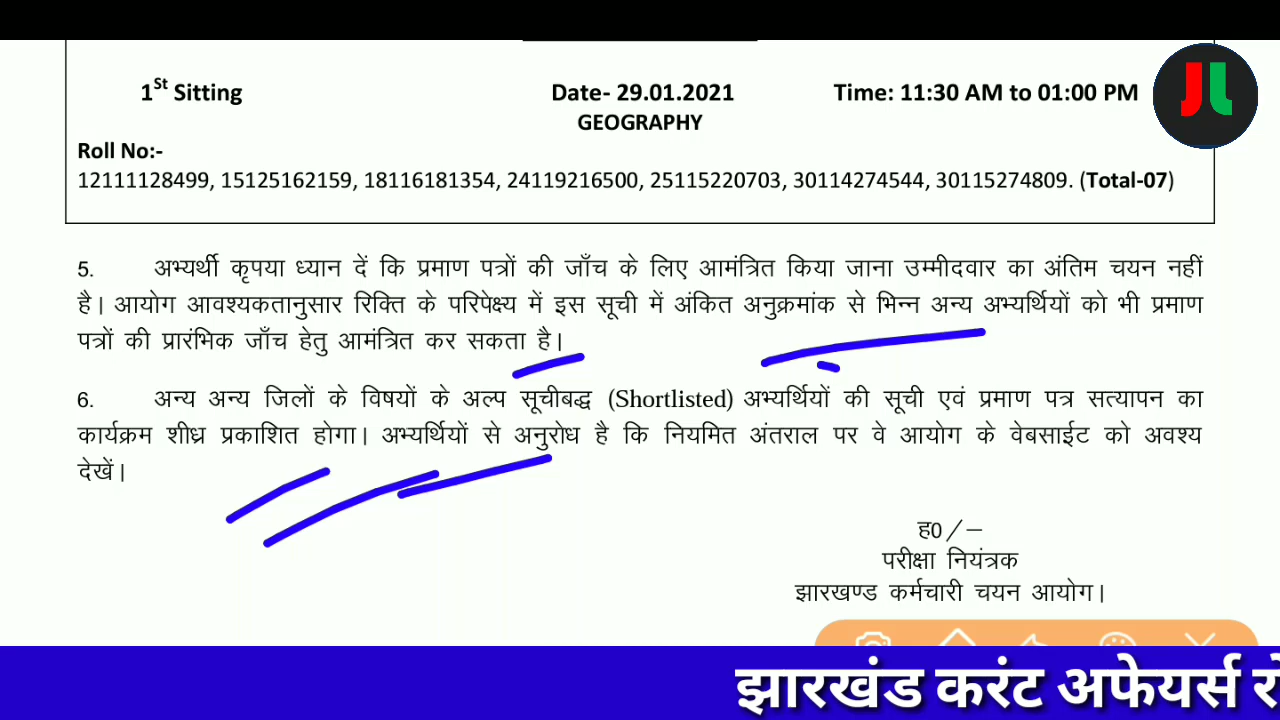 1St Sitting Date- 29.01.2021 Time: 11:30 AM to 01:00 PM
GEOGRAPHY
Roll No:-
12111128499, 15125162159, 18116181354, 24119216500, 25115220703, 30114274544, 30115274809. (Total-07)
5. अभ्यर्थी कृपया ध्यान दें कि प्रमाण पत्रों की जाँच के लिए आमंत्रित किया जाना उम्मीदवार का अंतिम चयन नहीं
है। आयोग आवश्यकतानुसार रिक्ति के परिपेक्ष्य में इस सूची में अंकित अनुक्रमांक से भिन्न अन्य अभ्यर्थियों को भी प्रमाण
पत्रों की प्रारंभिक जाँच हेतु आमंत्रित कर सकता है।
6. अन्य अन्य जिलों के विषयों के अल्प सूचीबद्ध (Shortlisted) अभ्यर्थियों की सूची एवं प्रमाण पत्र सत्यापन का
कार्यक्रम शीध्र प्रकाशित होगा। अभ्यर्थियों से अनुरोध है कि नियमित अंतराल पर वे आयोग के वेबसाईट को अवश्य
देखें।
ह0/–
परीक्षा नियंत्रक
झारखण्ड कर्मचारी चयन आयोग।
झारखंड करंट अफेयर्स